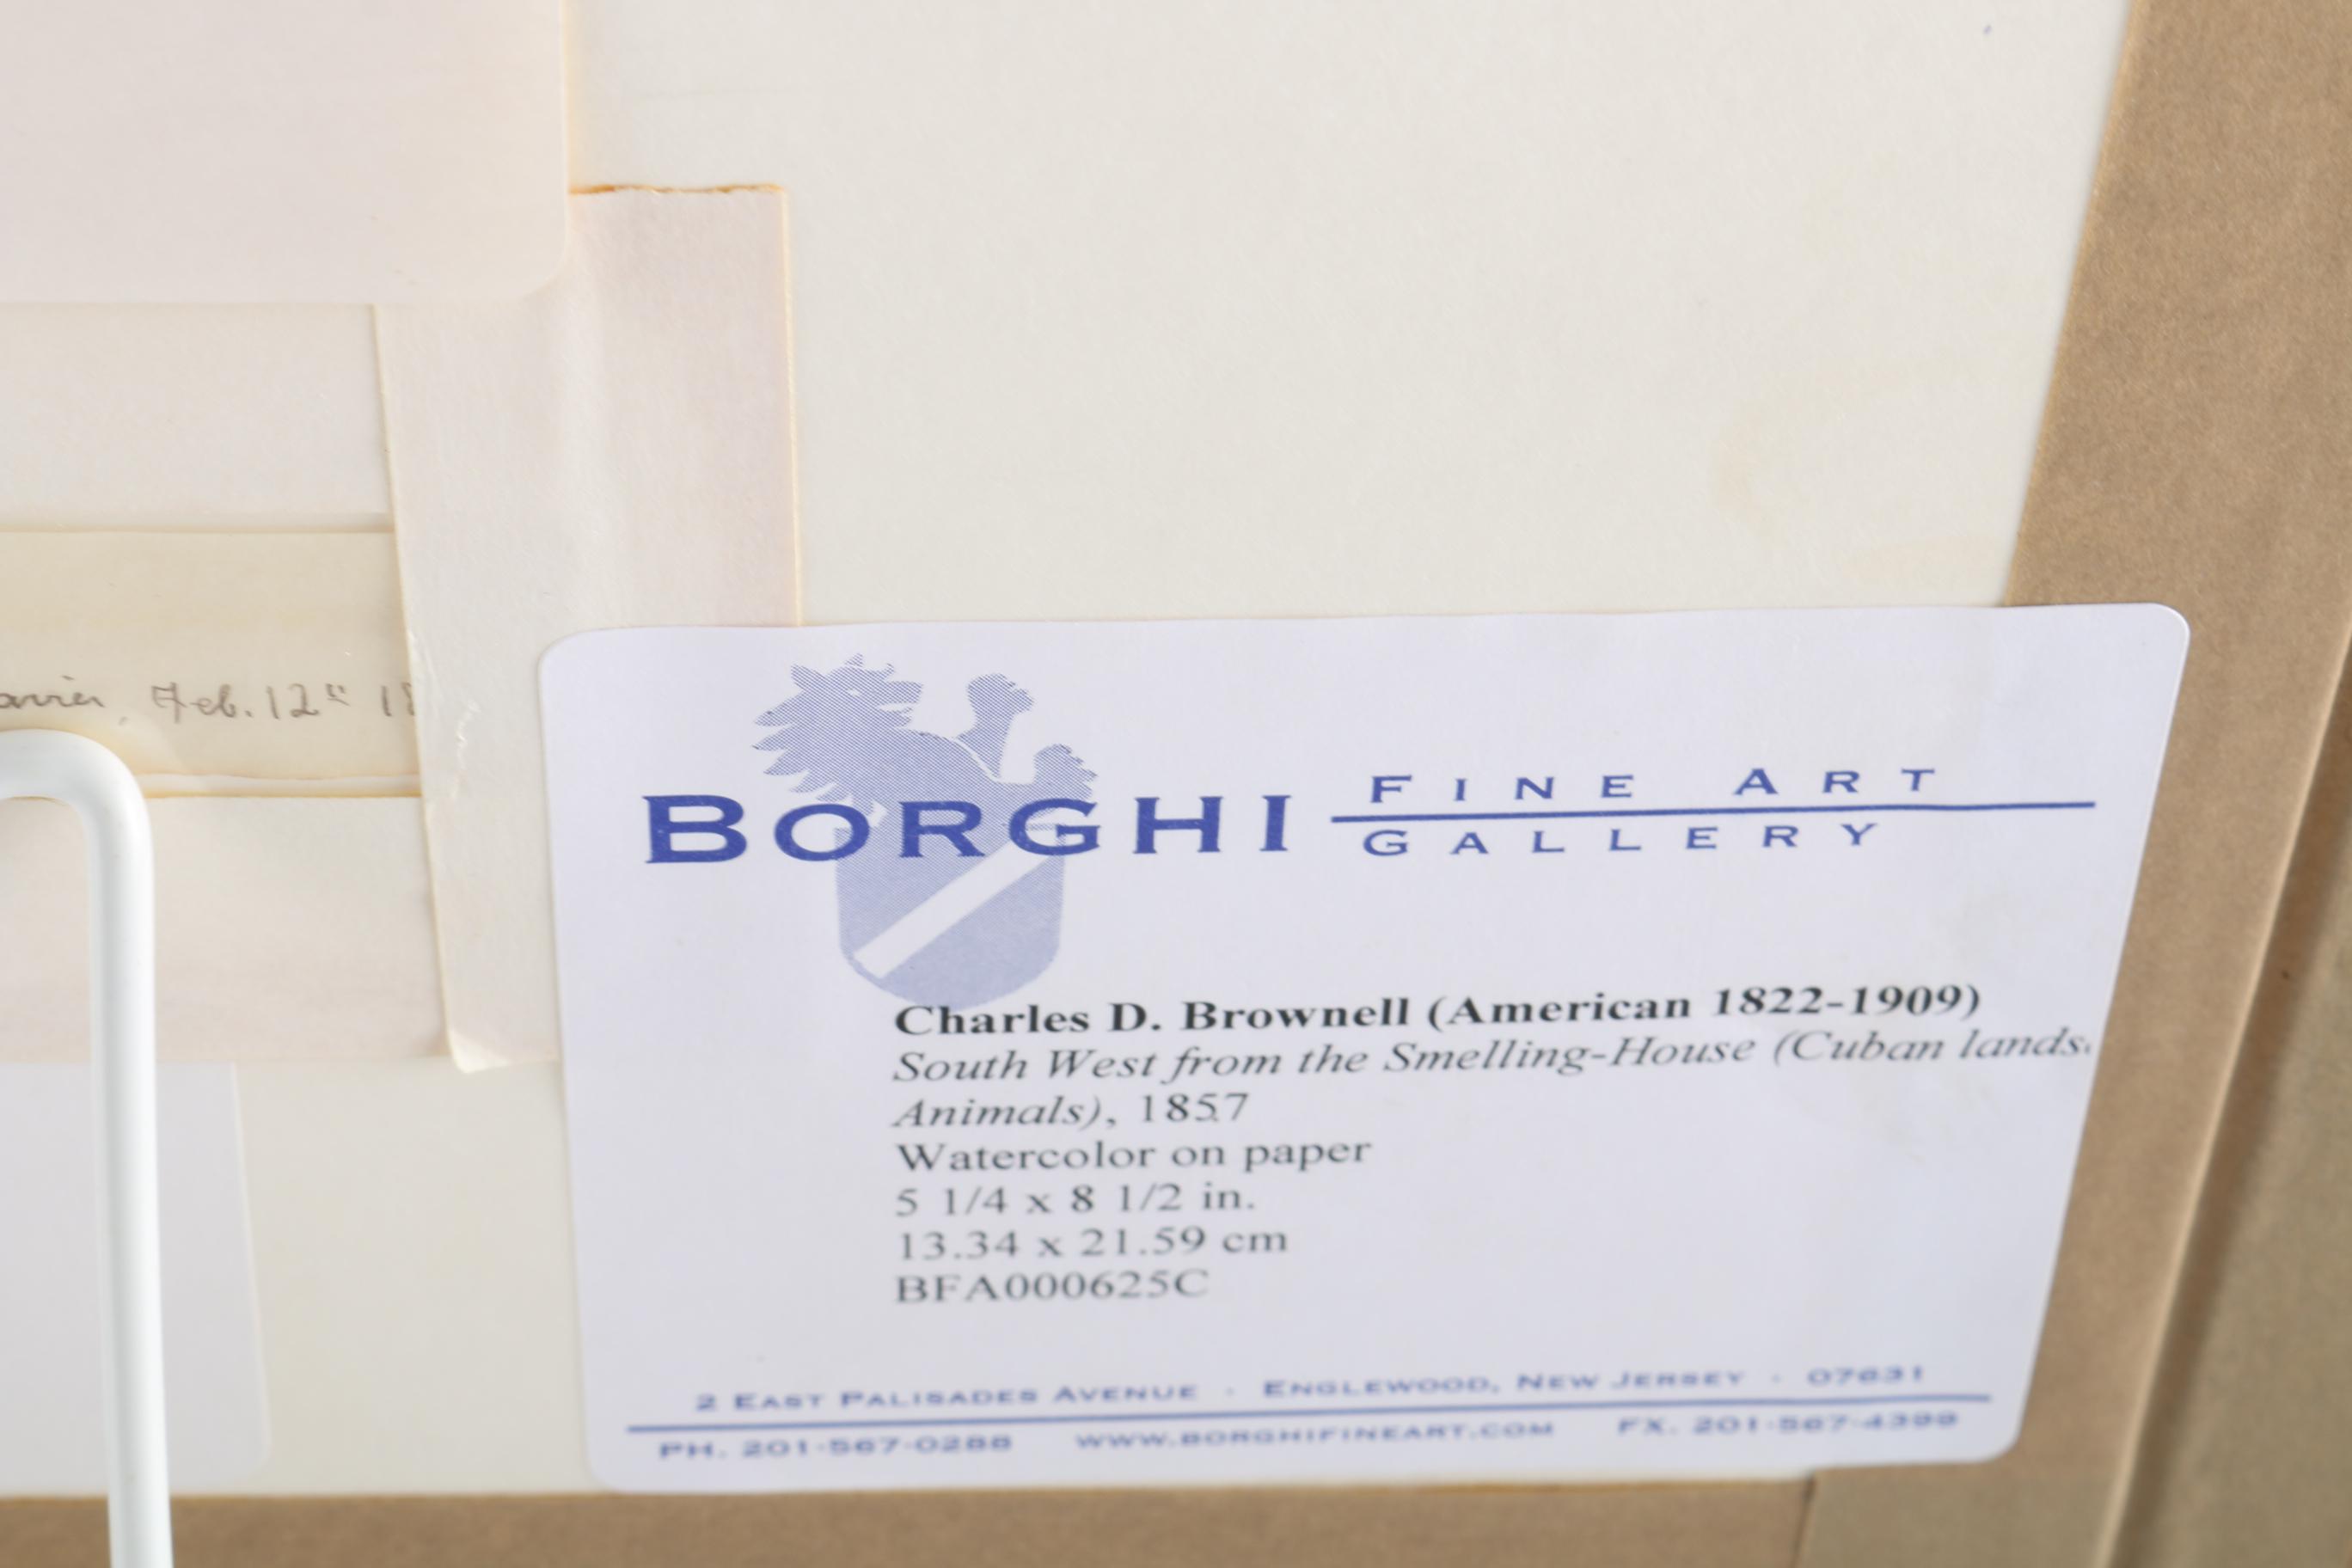 Feb. 12" 18
BORGHI FINE ART
GALLERY
Charles D. Brownell (American 1822-1909)
South West from the Smelling-House (Cuban lands
Animals), 1857
Watercolor on paper
5 1/4 x 8 1/2 in.
13.34 x 21.59 cm
BFA000625C
2 EAST PALISADES AVENUE · ENGLEWOOD, NEW JERSEY · 07631
PH. 201-567-0288 WWW.BORGHIFINEART.COM FX. 201-567-4399